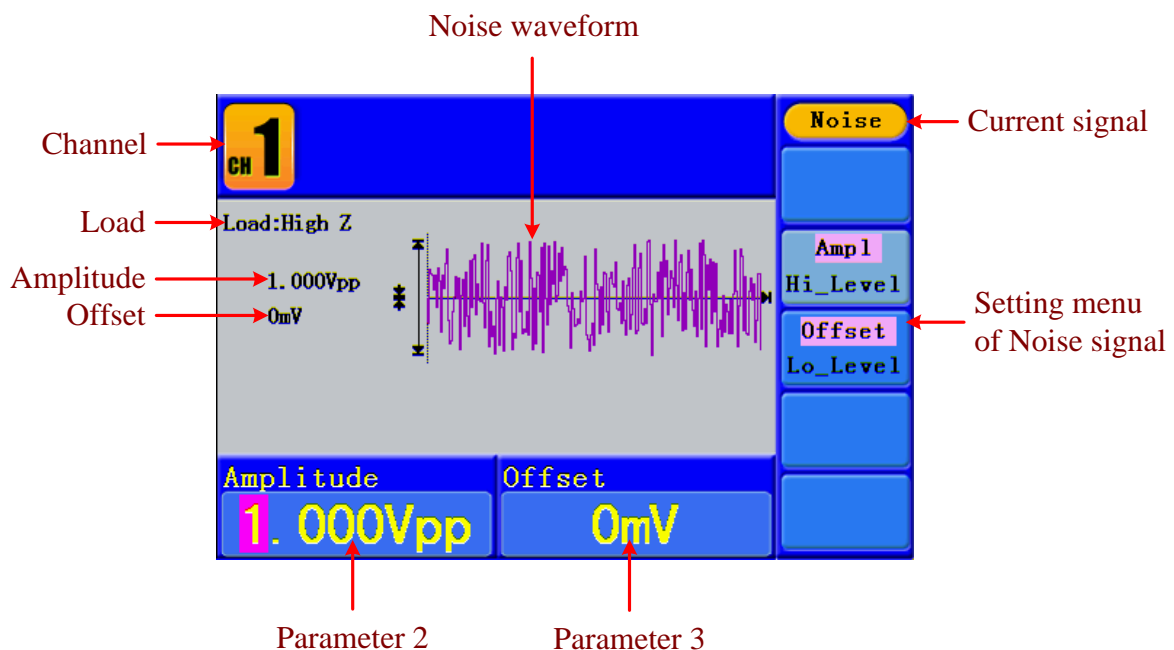 Noise waveform
Channel
CH 1
Noise
Current signal
Load
Load:High Z
Amplitude
1.000Vpp
Offset
0mV
Ampl
Hi_Level
Offset
Lo_Level
Setting menu
of Noise signal
Amplitude
1.000Vpp
Offset
0mV
Parameter 2
Parameter 3